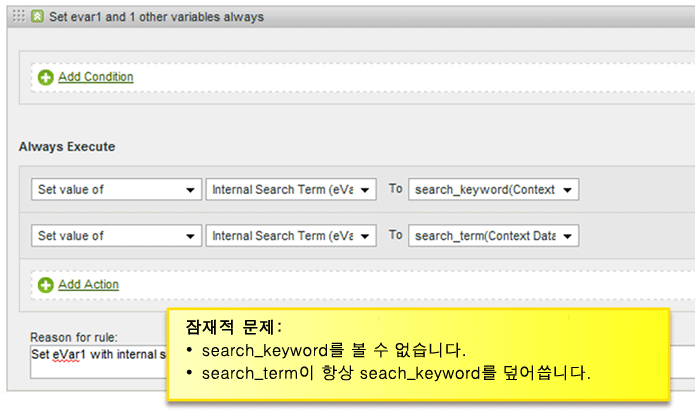 Set evar1 and 1 other variables always
Add Condition
Always Execute
Set value of Internal Search Term (eVa To search_keyword(Context
Set value of Internal Search Term (eVa To search_term(Context Data
Add Action
Reason for rule:
Set eVar1 with internal s
잠재적 문제:
• search_keyword를 볼 수 없습니다.
• search_term이 항상 seach_keyword를 덮어씁니다.